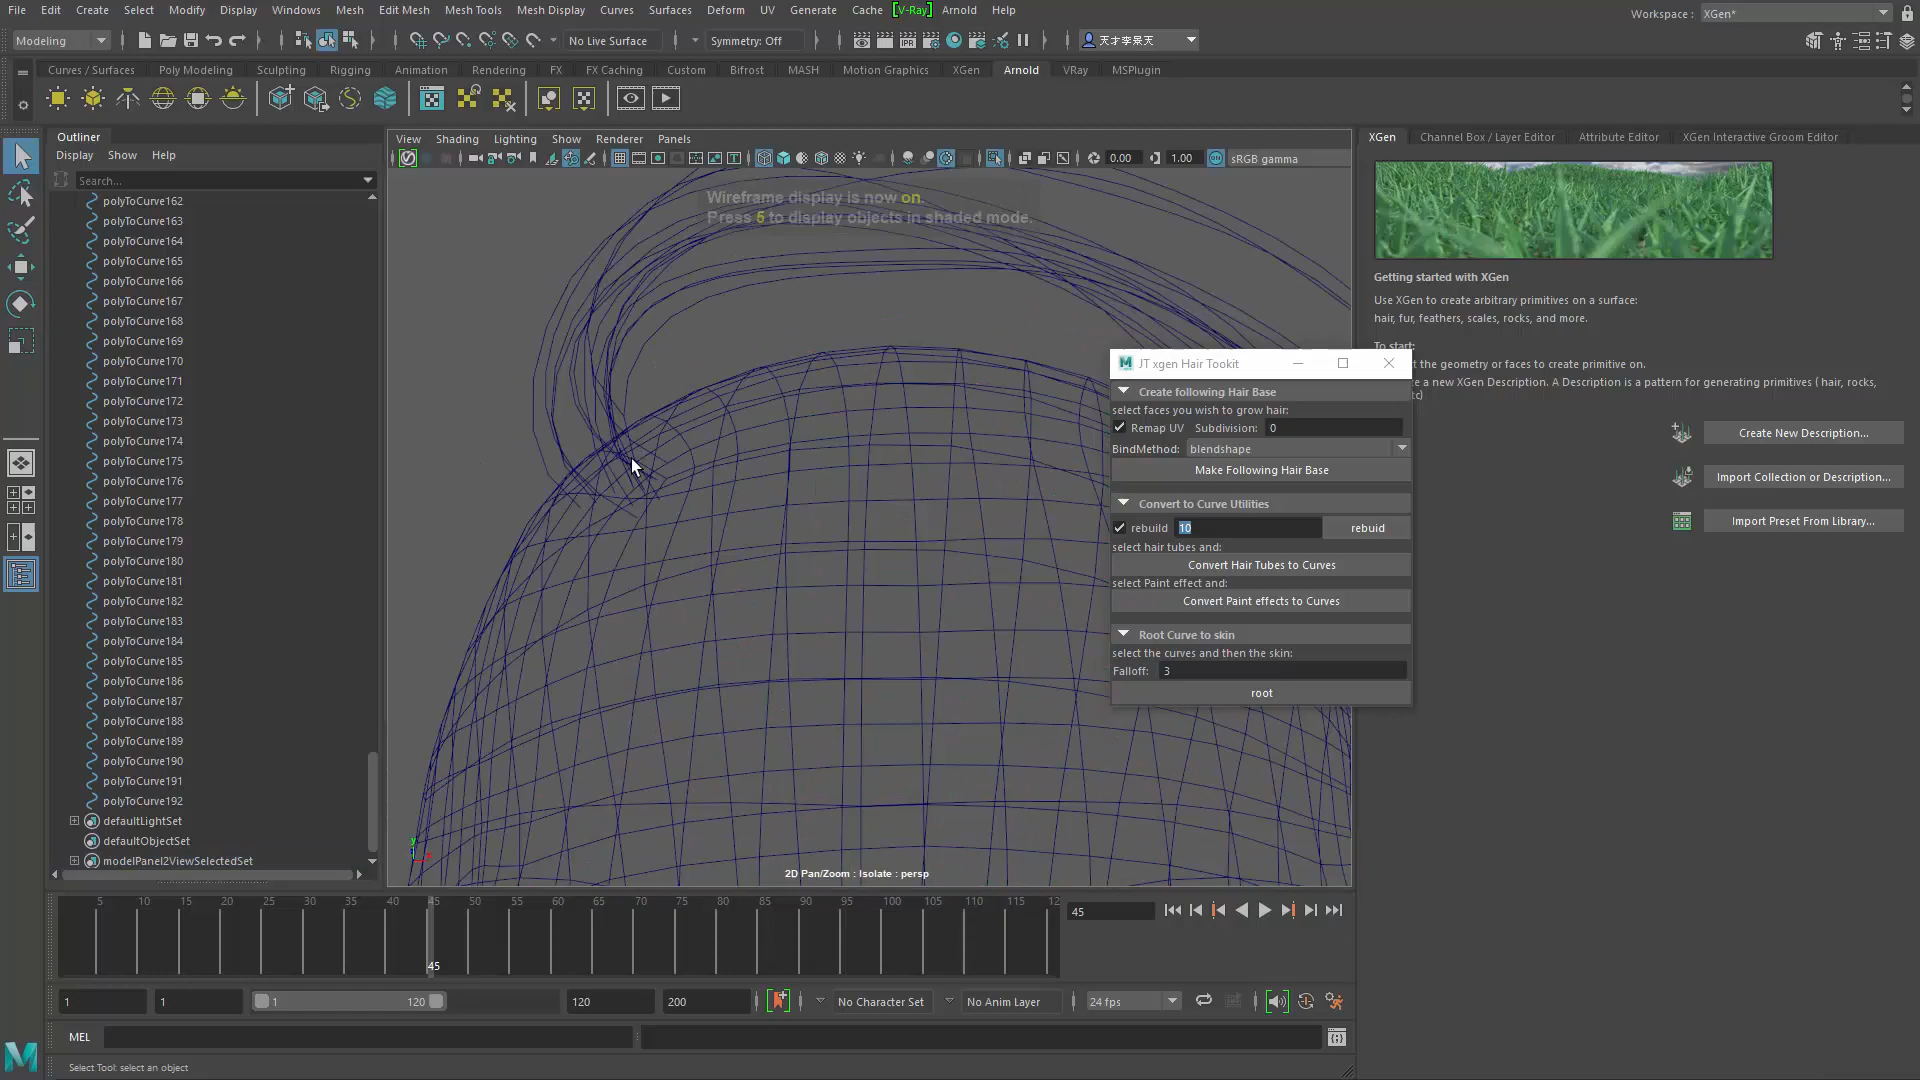 File Edit Create Select Modify Display Windows Mesh Edit Mesh Mesh Tools Mesh Display Curves Surfaces Deform UV Generate Cache [V-Ray] Arnold Help
Workspace : XGen*
Modeling
No Live Surface
Symmetry: Off
天才李杲天
Curves / Surfaces Poly Modeling Sculpting Rigging Animation Rendering FX FX Caching Custom Bifrost MASH Motion Graphics XGen Arnold VRay MSPlugin
Outliner
Display Show Help
Search...
polyToCurve162
polyToCurve163
polyToCurve164
polyToCurve165
polyToCurve166
polyToCurve167
polyToCurve168
polyToCurve169
polyToCurve170
polyToCurve171
polyToCurve172
polyToCurve173
polyToCurve174
polyToCurve175
polyToCurve176
polyToCurve177
polyToCurve178
polyToCurve179
polyToCurve180
polyToCurve181
polyToCurve182
polyToCurve183
polyToCurve184
polyToCurve185
polyToCurve186
polyToCurve187
polyToCurve188
polyToCurve189
polyToCurve190
polyToCurve191
polyToCurve192
defaultLightSet
defaultObjectSet
modelPanel2ViewSelectedSet
View Shading Lighting Show Renderer Panels
0.00 1.00 sRGB gamma
Wireframe display is now on.
Press 5 to display objects in shaded mode.
2D Pan/Zoom : Isolate : persp
JT xgen Hair Tookit
Create following Hair Base
select faces you wish to grow hair:
Remap UV Subdivision: 0
BindMethod: blendshape
Make Following Hair Base
Convert to Curve Utilities
rebuild 10 rebuid
select hair tubes and:
Convert Hair Tubes to Curves
select Paint effect and:
Convert Paint effects to Curves
Root Curve to skin
select the curves and then the skin:
Falloff: 3
root
XGen Channel Box / Layer Editor Attribute Editor XGen Interactive Groom Editor
Getting started with XGen
Use XGen to create arbitrary primitives on a surface:
hair, fur, feathers, scales, rocks, and more.
To start:
t the geometry or faces to create primitive on.
e a new XGen Description. A Description is a pattern for generating primitives ( hair, rocks,
tc)
Create New Description...
Import Collection or Description...
Import Preset From Library...
5 10 15 20 25 30 35 40 45 50 55 60 65 70 75 80 85 90 95 100 105 110 115 12
45
45
1 1 1 120 120 200
No Character Set
No Anim Layer
24 fps
MEL
Select Tool: select an object